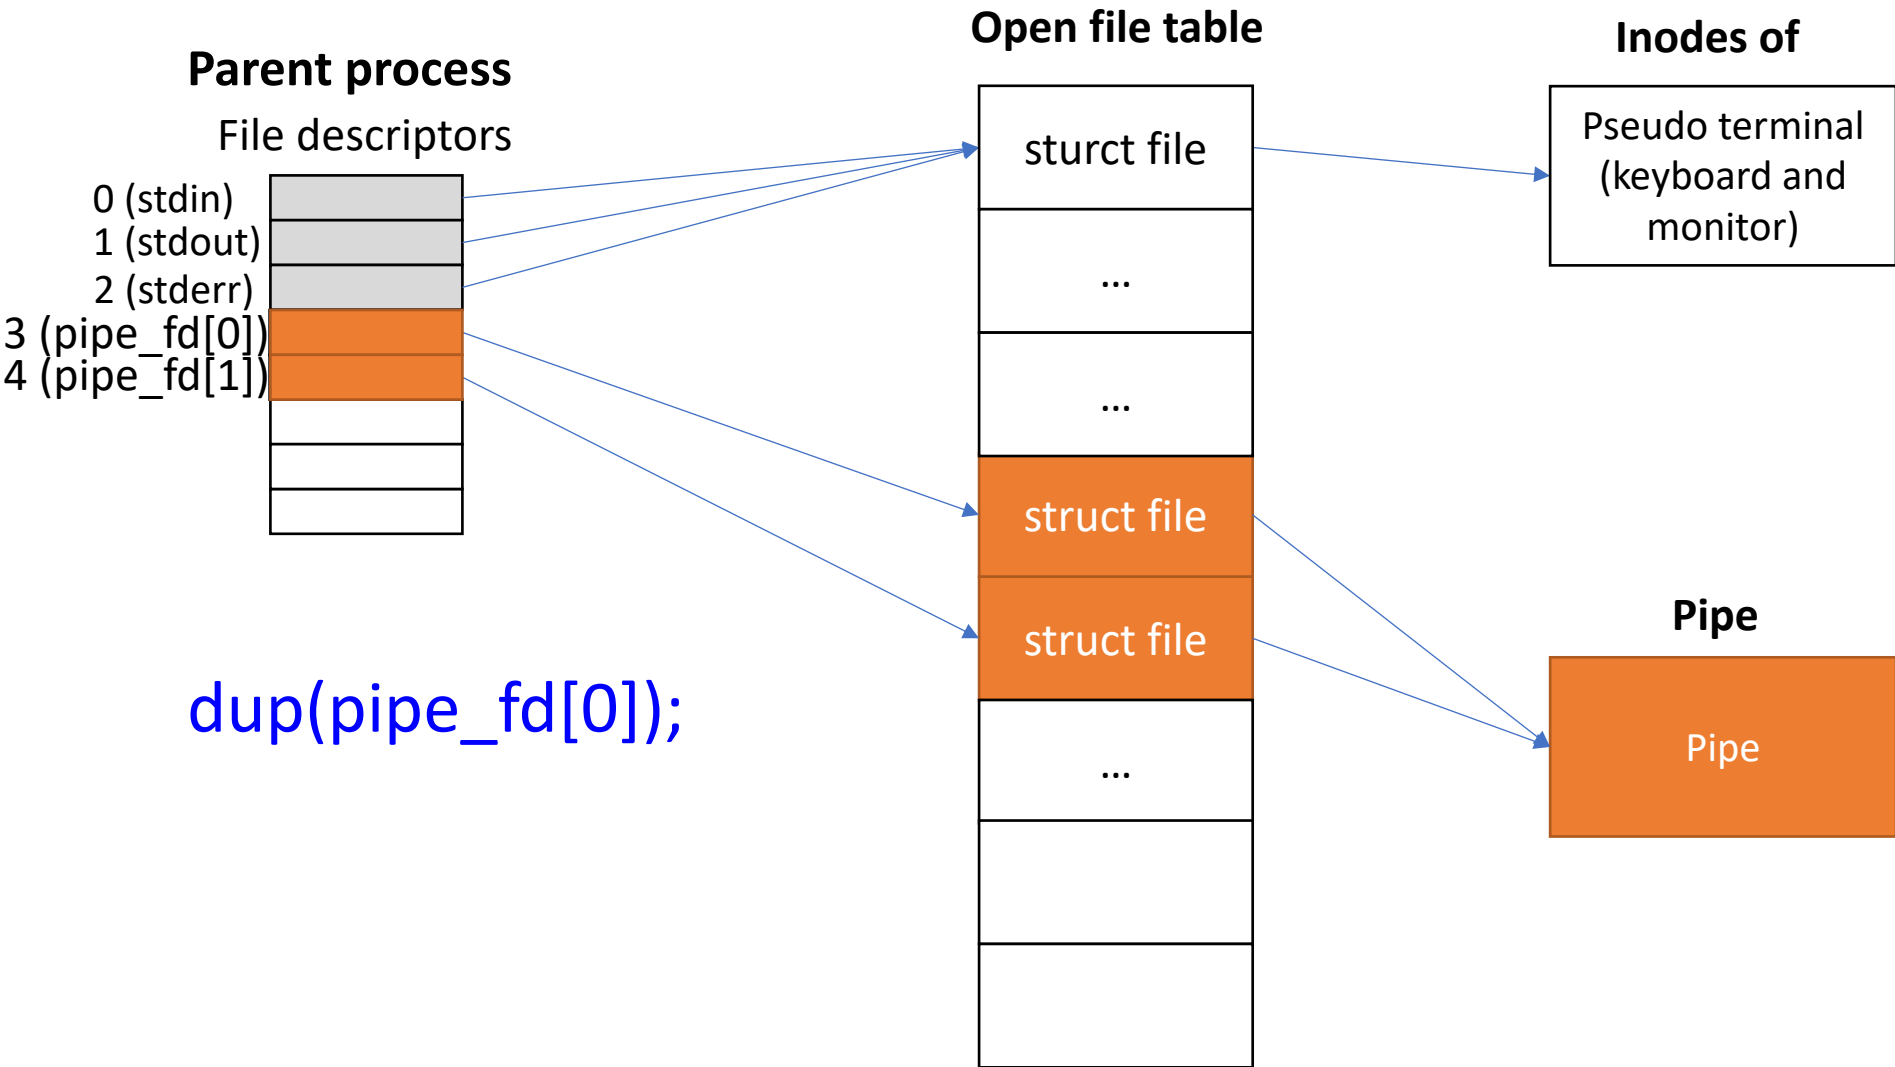 Parent process
File descriptors
0 (stdin)
1 (stdout)
2 (stderr)
3 (pipe_fd[0])
4 (pipe_fd[1])
dup(pipe_fd[0]);
Open file table
sturct file
...
...
struct file
struct file
...
Inodes of
Pseudo terminal
(keyboard and
monitor)
Pipe
Pipe